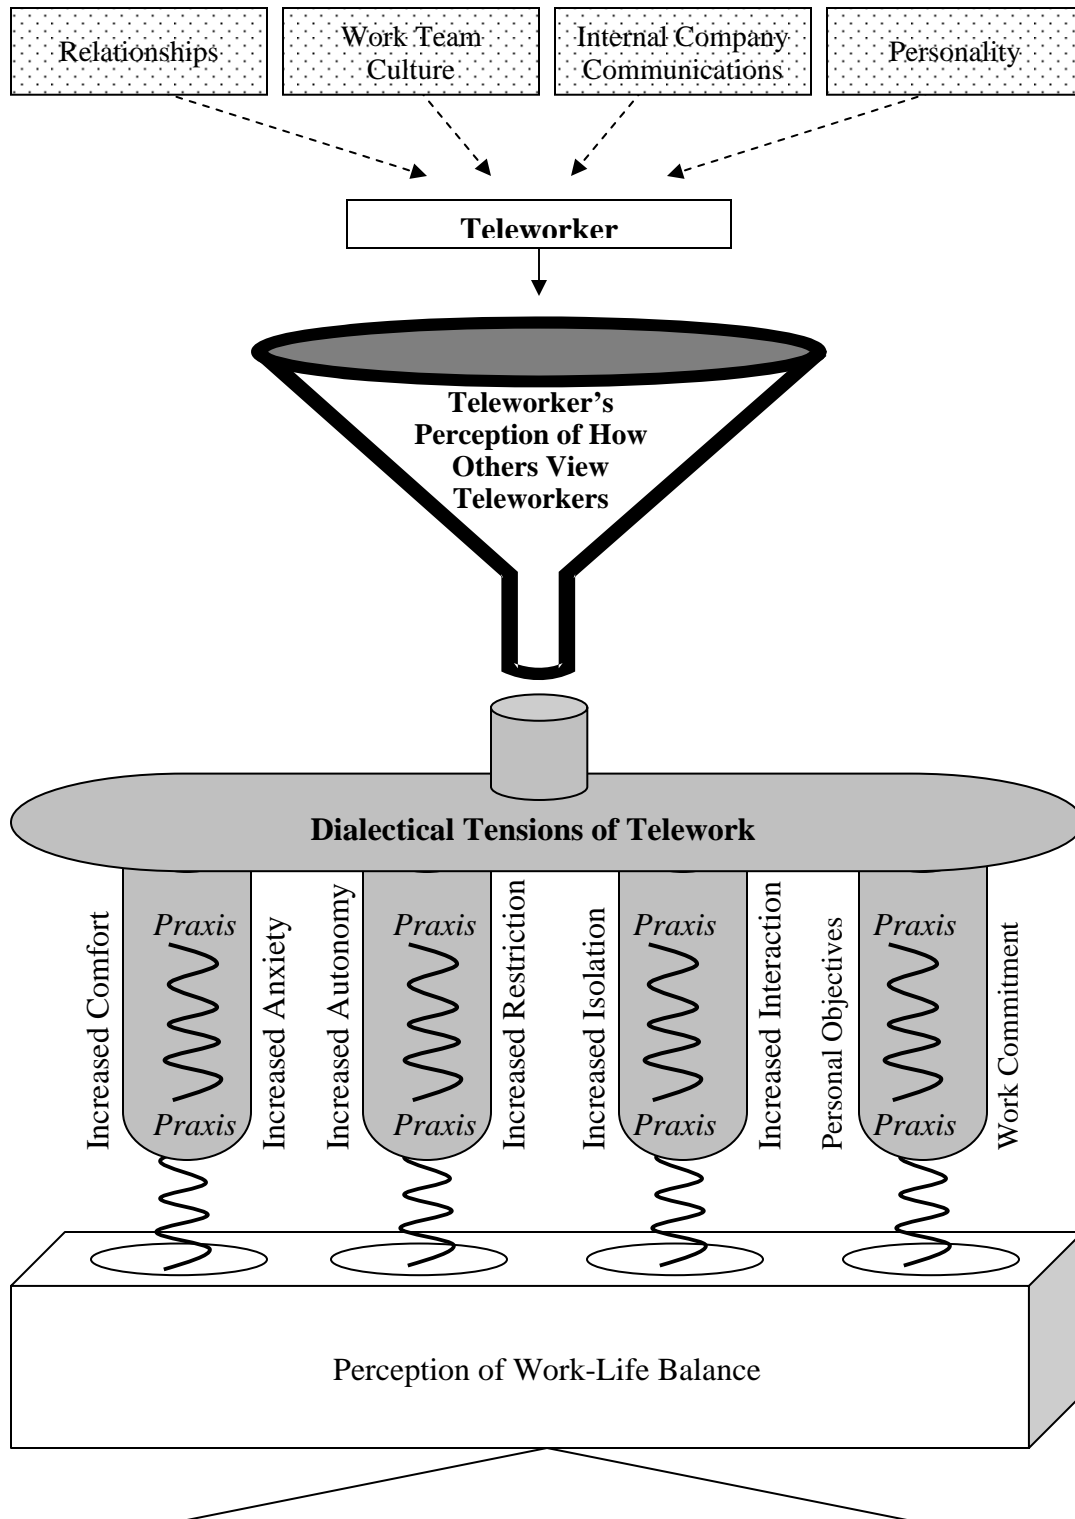 Relationships
Work Team
Culture
Internal Company
Communications
Personality
Teleworker
Teleworker’s
Perception of How
Others View
Teleworkers
Dialectical Tensions of Telework
Increased Comfort
Praxis
Praxis
Increased Anxiety
Increased Autonomy
Praxis
Praxis
Increased Restriction
Increased Isolation
Praxis
Praxis
Increased Interaction
Personal Objectives
Praxis
Praxis
Work Commitment
Perception of Work-Life Balance